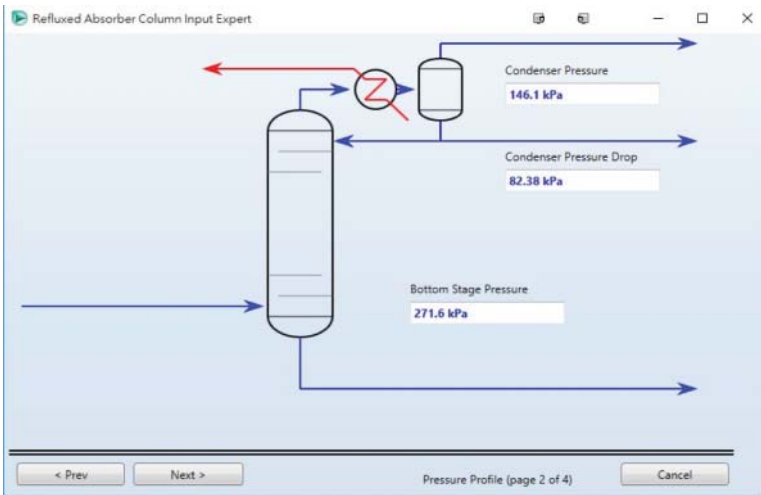 Refluxed Absorber Column Input Expert
Condenser Pressure
146.1 kPa
Condenser Pressure Drop
82.38 kPa
Bottom Stage Pressure
271.6 kPa
< Prev
Next >
Pressure Profile (page 2 of 4)
Cancel